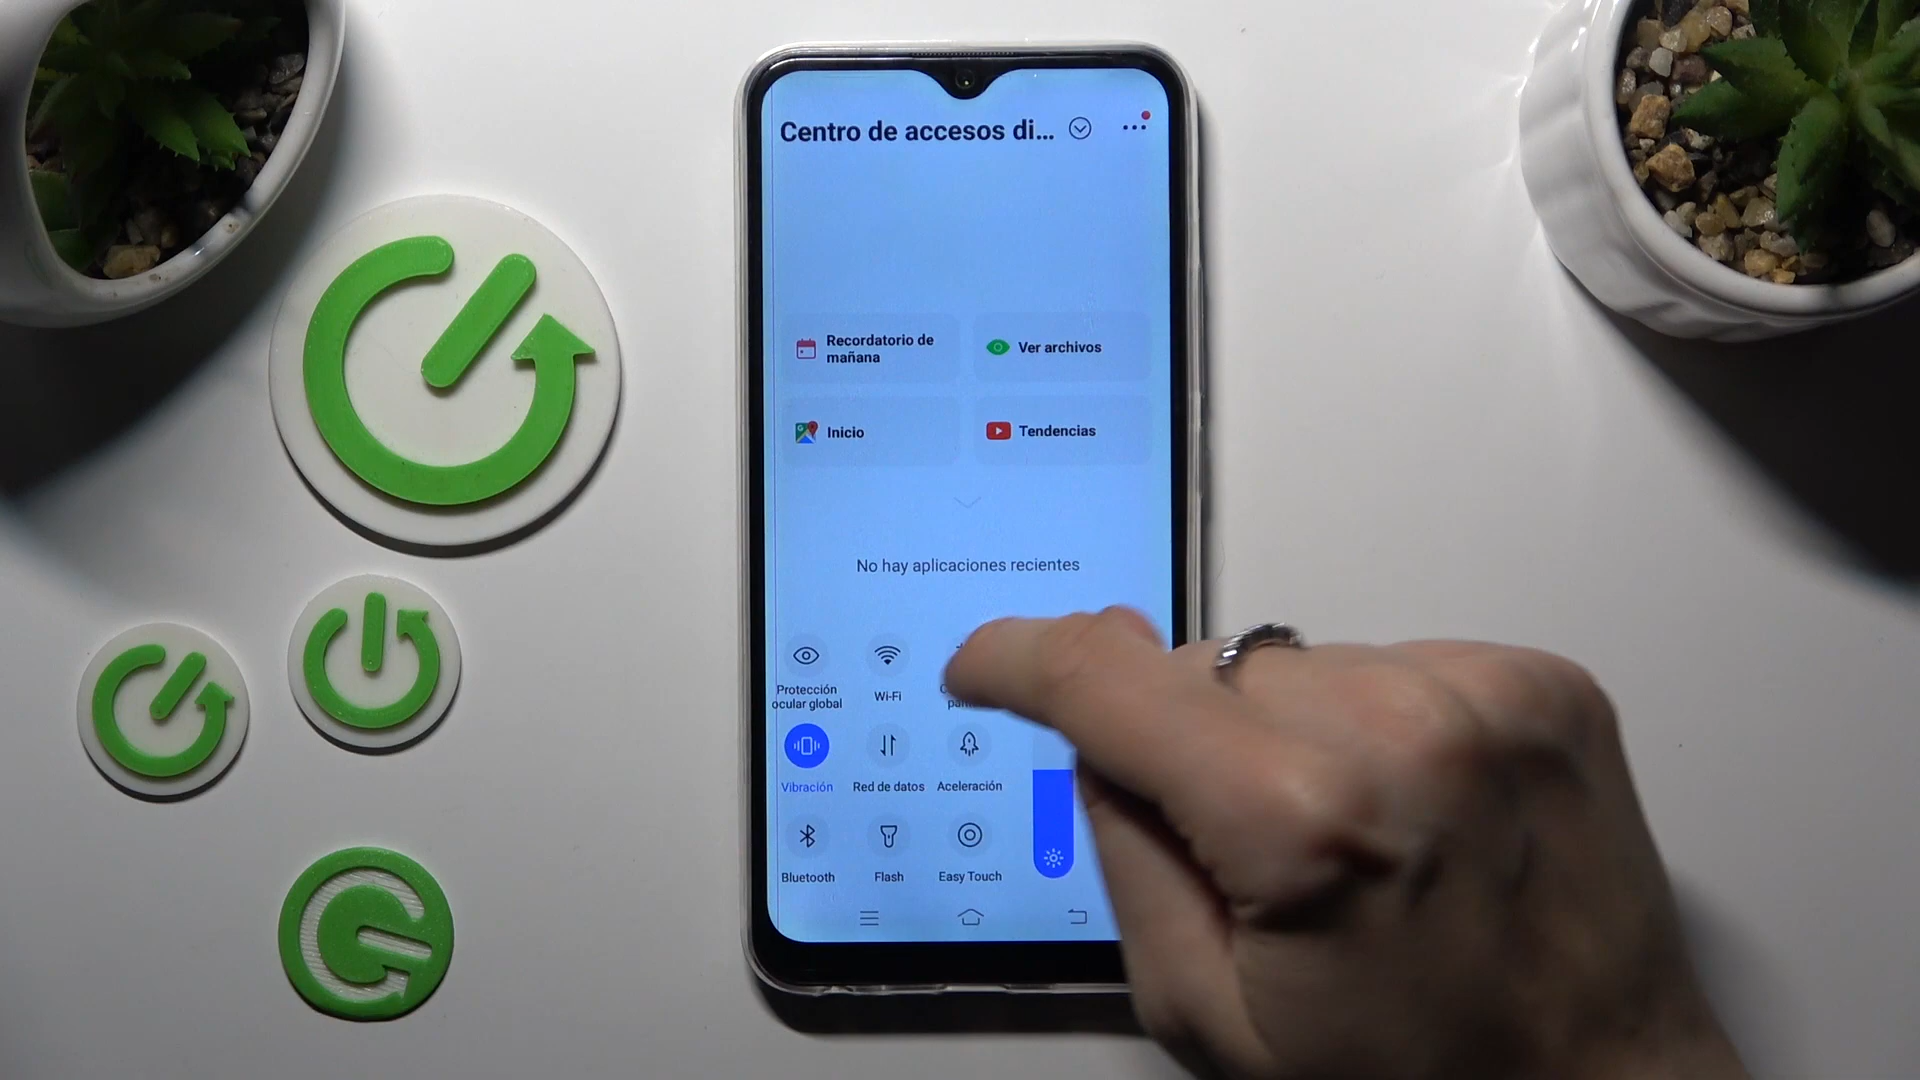 Centro de accesos di...
Recordatorio de
mañana
Ver archivos
Inicio
Tendencias
No hay aplicaciones recientes
Protección
ocular global
Wi-Fi
Vibración
Red de datos
Aceleración
Bluetooth
Flash
Easy Touch